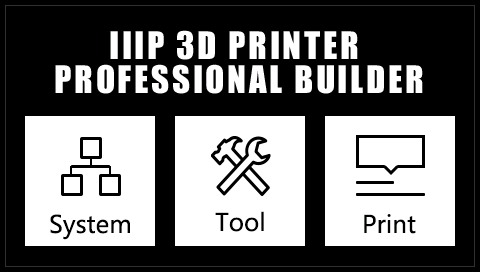 IIIP 3D PRINTER
PROFESSIONAL BUILDER
System
Tool
Print